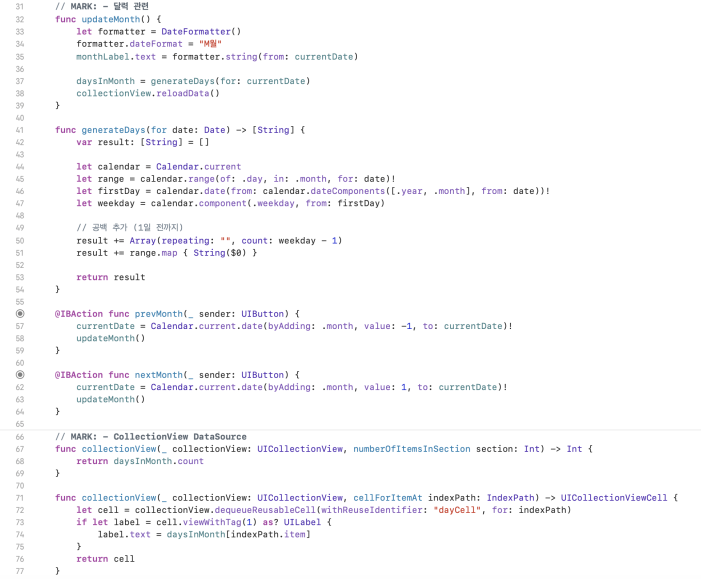 31 // MARK: - 달력 관련
32 func updateMonth() {
33 let formatter = DateFormatter()
34 formatter.dateFormat = "M월"
35 monthLabel.text = formatter.string(from: currentDate)
36
37 daysInMonth = generateDays(for: currentDate)
38 collectionView.reloadData()
39 }
40
41 func generateDays(for date: Date) -> [String] {
42 var result: [String] = []
43
44 let calendar = Calendar.current
45 let range = calendar.range(of: .day, in: .month, for: date)!
46 let firstDay = calendar.date(from: calendar.dateComponents([.year, .month], from: date))!
47 let weekday = calendar.component(.weekday, from: firstDay)
48
49 // 공백 추가 (1일 전까지)
50 result += Array(repeating: "", count: weekday - 1)
51 result += range.map { String($0) }
52
53 return result
54 }
55
@IBAction func prevMonth(_ sender: UIButton) {
57 currentDate = Calendar.current.date(byAdding: .month, value: -1, to: currentDate)!
58 updateMonth()
59 }
60
@IBAction func nextMonth(_ sender: UIButton) {
62 currentDate = Calendar.current.date(byAdding: .month, value: 1, to: currentDate)!
63 updateMonth()
64 }
65
66 // MARK: - CollectionView DataSource
67 func collectionView(_ collectionView: UICollectionView, numberOfItemsInSection section: Int) -> Int {
68 return daysInMonth.count
69 }
70
71 func collectionView(_ collectionView: UICollectionView, cellForItemAt indexPath: IndexPath) -> UICollectionViewCell {
72 let cell = collectionView.dequeueReusableCell(withReuseIdentifier: "dayCell", for: indexPath)
73 if let label = cell.viewWithTag(1) as? UILabel {
74 label.text = daysInMonth[indexPath.item]
75 }
76 return cell
77 }